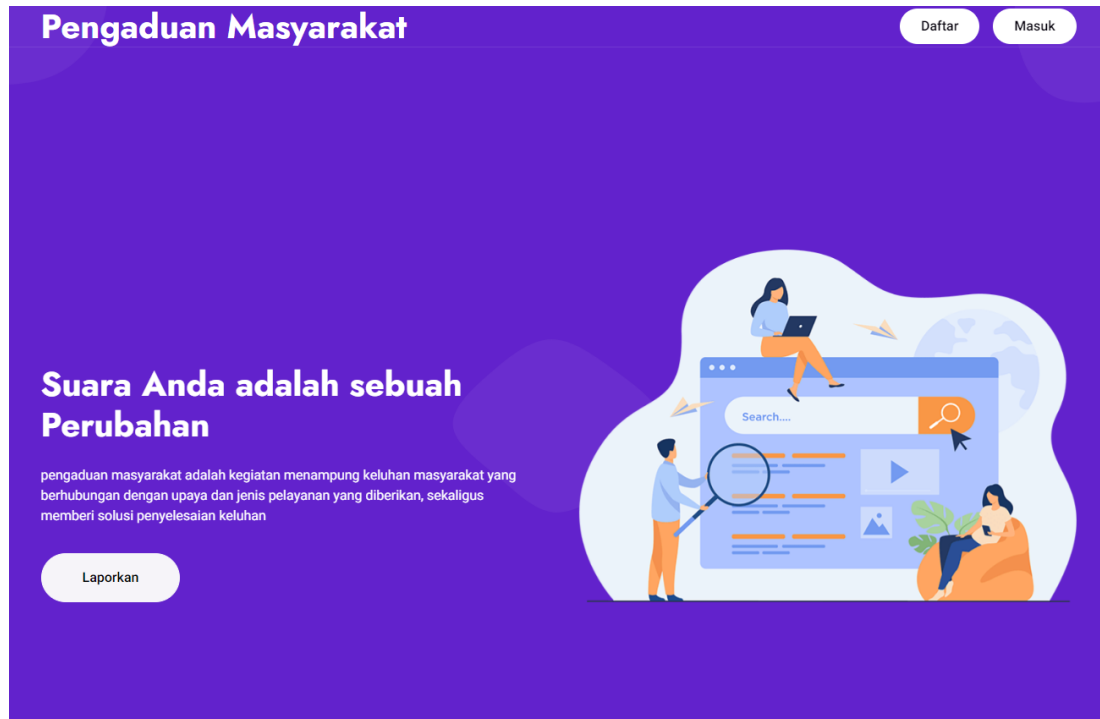 Pengaduan Masyarakat
Daftar
Masuk
Suara Anda adalah sebuah
Perubahan
pengaduan masyarakat adalah kegiatan menampung keluhan masyarakat yang
berhubungan dengan upaya dan jenis pelayanan yang diberikan, sekaligus
memberi solusi penyelesaian keluhan
Laporkan
Search....